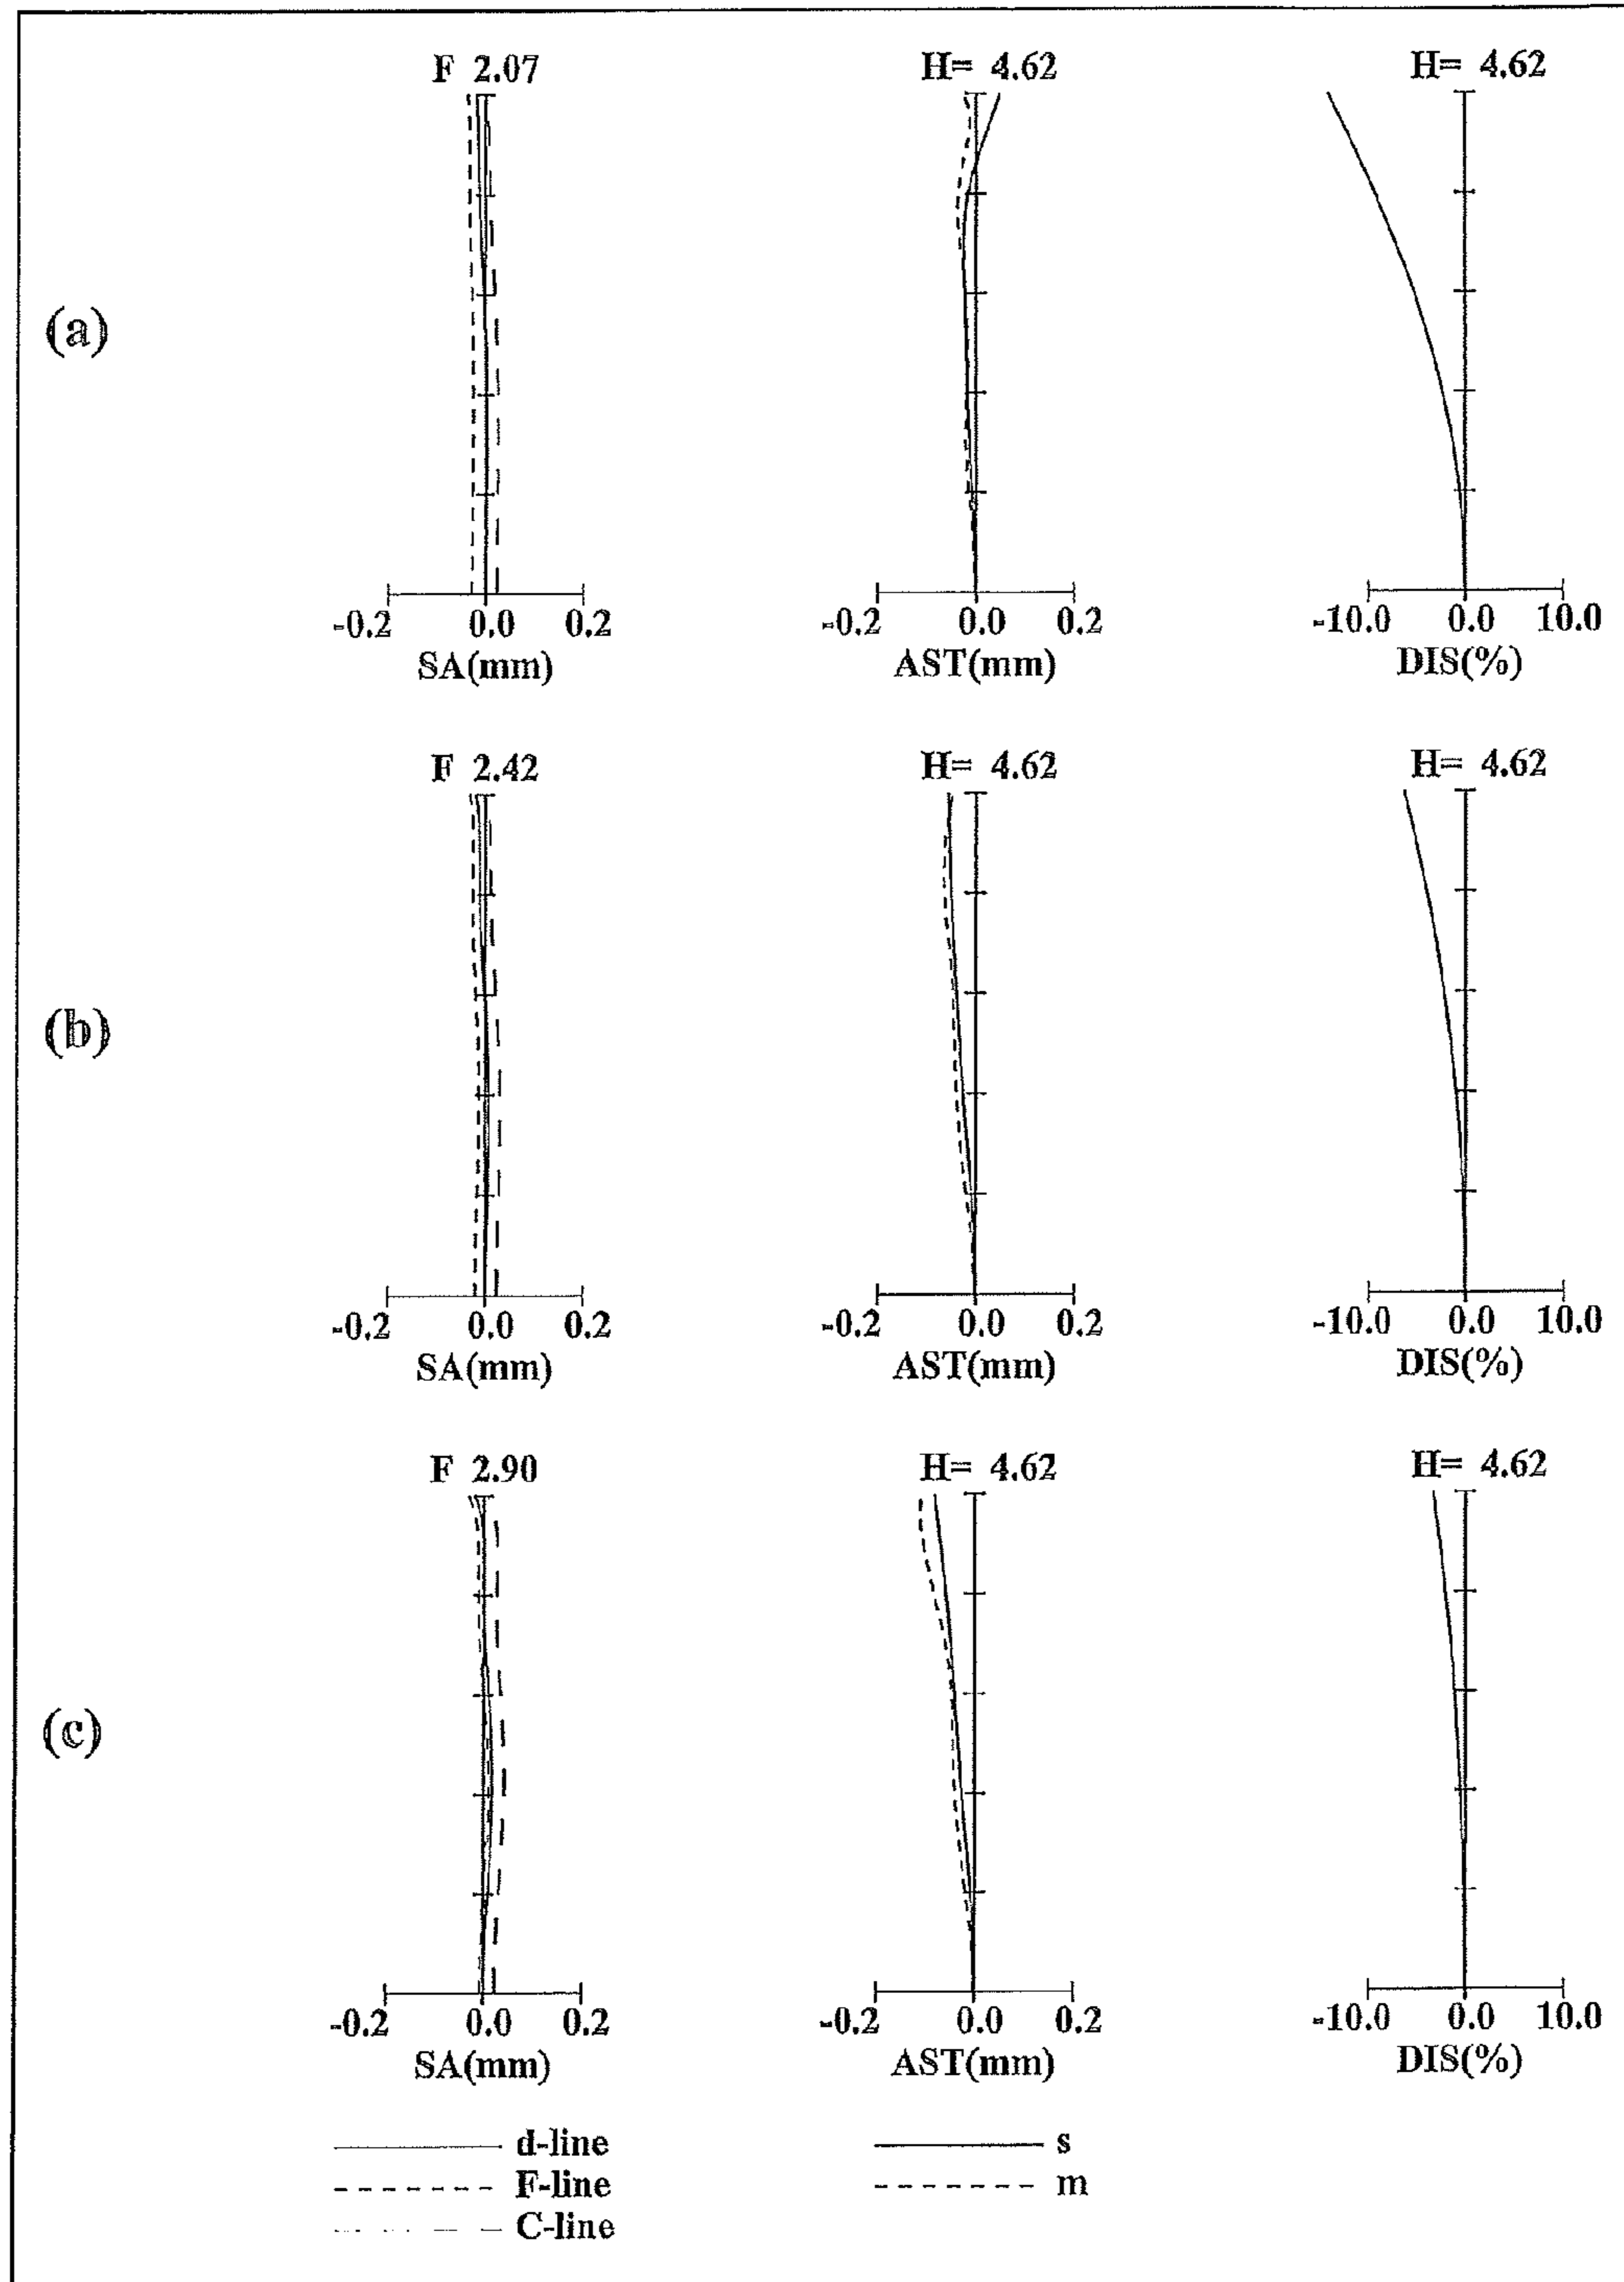 F 2.07 H= 4.62 H= 4.62
(a)
-0.2 0.0 0.2 -0.2 0.0 0.2 -10.0 0.0 10.0
SA(mm) AST(mm) DIS(%)
F 2.42 H= 4.62 H= 4.62
(b)
-0.2 0.0 0.2 -0.2 0.0 0.2 -10.0 0.0 10.0
SA(mm) AST(mm) DIS(%)
F 2.90 H= 4.62 H= 4.62
(c)
-0.2 0.0 0.2 -0.2 0.0 0.2 -10.0 0.0 10.0
SA(mm) AST(mm) DIS(%)
d-line s
F-line m
C-line